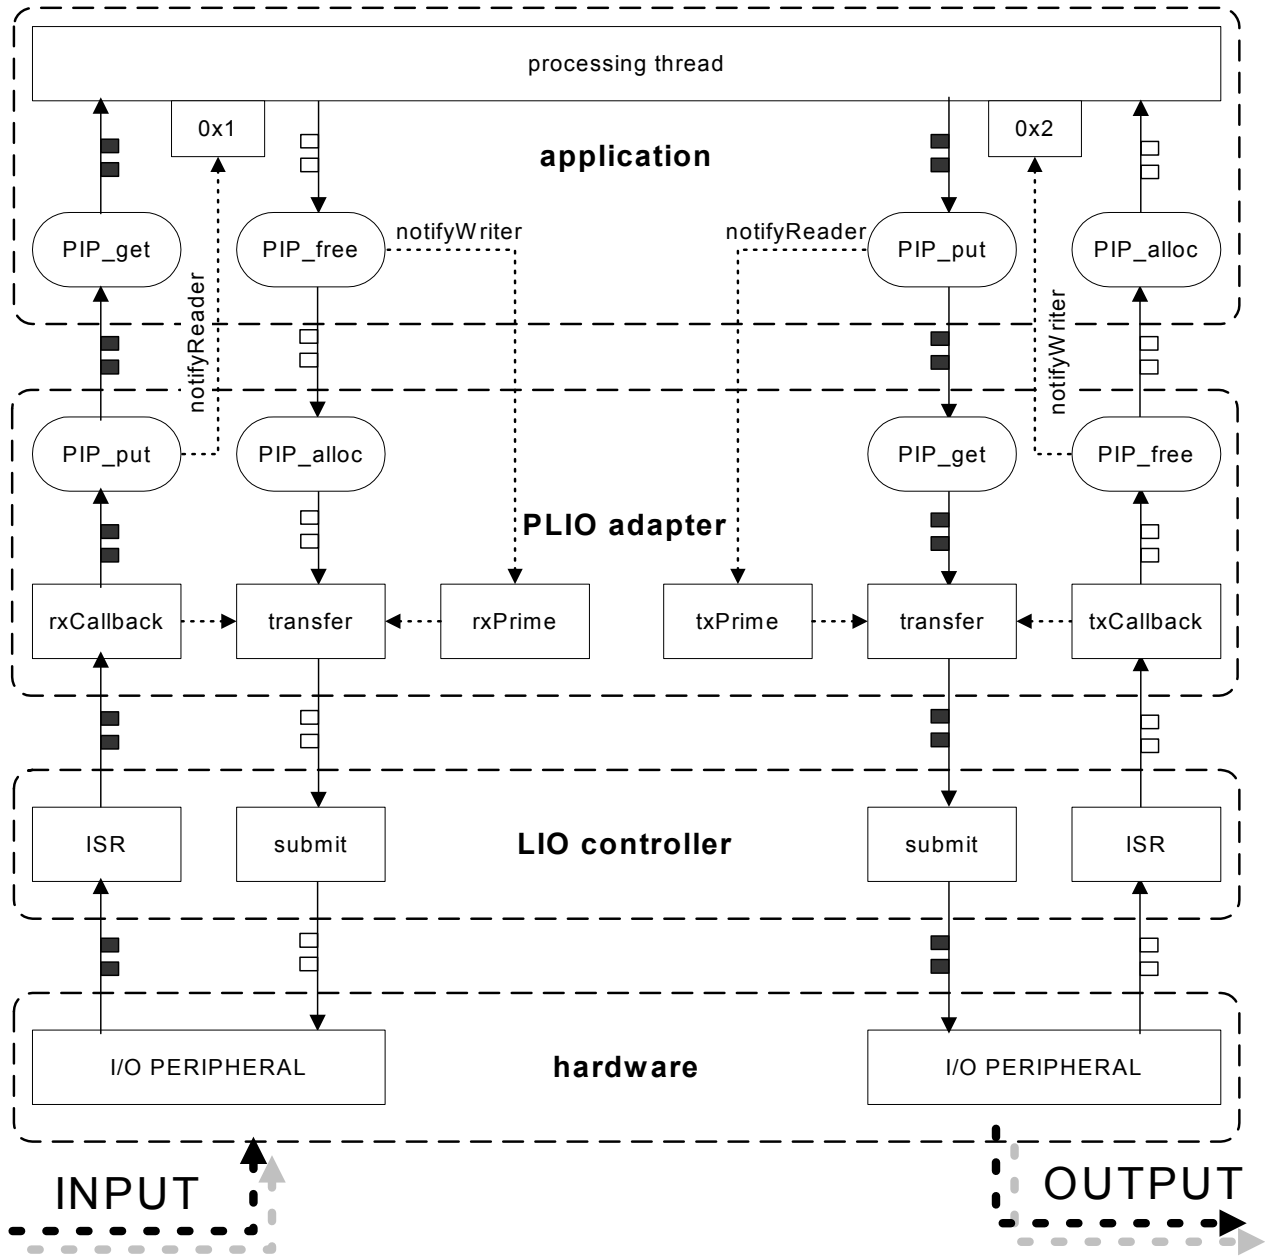 processing thread
0x1
0x2
application
PIP_get
PIP_free
notifyWriter
notifyReader
PIP_put
PIP_alloc
notifyReader
notifyWriter
PIP_put
PIP_alloc
PIP_get
PIP_free
PLIO adapter
rxCallback
transfer
rxPrime
txPrime
transfer
txCallback
ISR
submit
LIO controller
submit
ISR
I/O PERIPHERAL
hardware
I/O PERIPHERAL
INPUT
OUTPUT